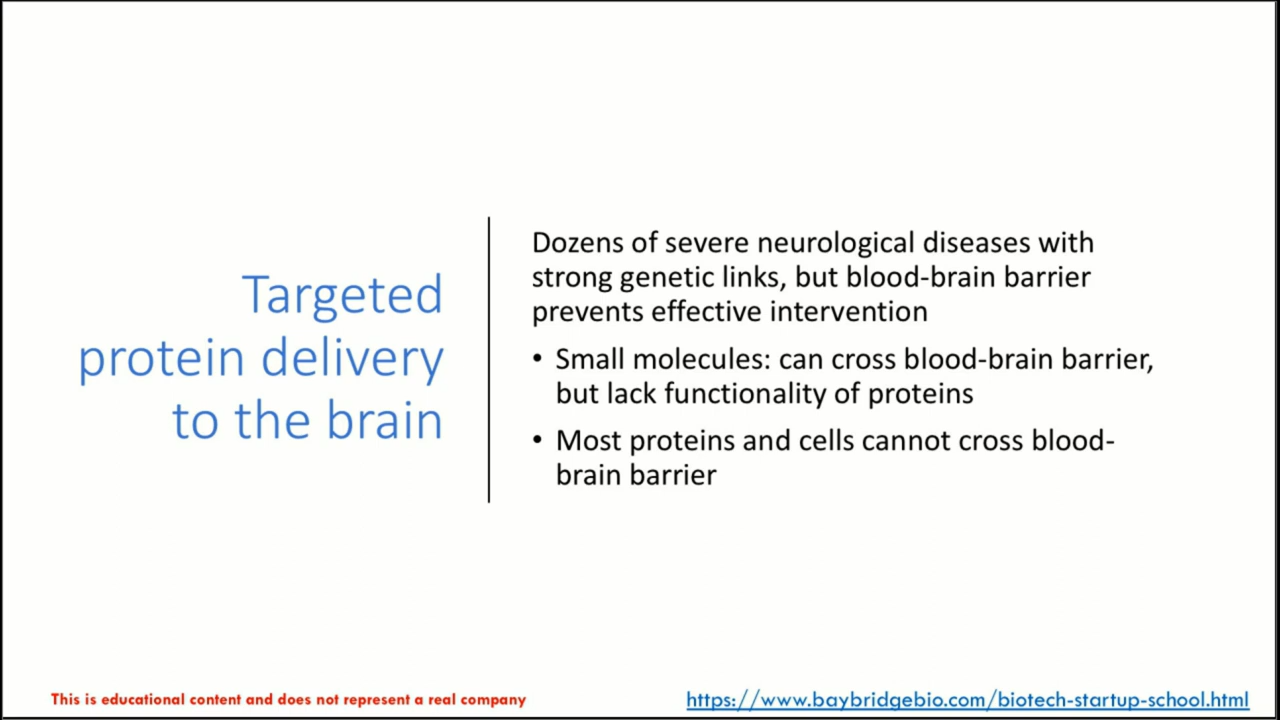 Targeted
protein delivery
to the brain
Dozens of severe neurological diseases with
strong genetic links, but blood-brain barrier
prevents effective intervention
• Small molecules: can cross blood-brain barrier,
but lack functionality of proteins
• Most proteins and cells cannot cross blood-
brain barrier
This is educational content and does not represent a real company
https://www.baybridgebio.com/biotech-startup-school.html